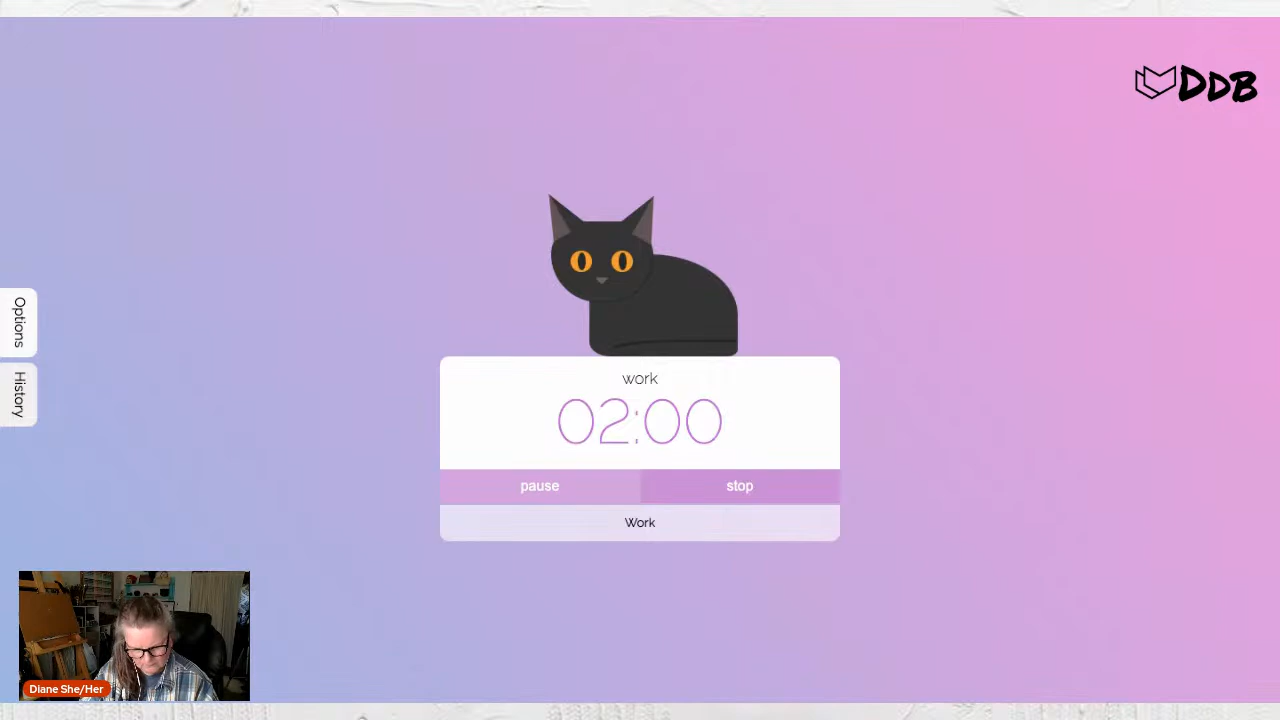 DDB
Options
History
work
02:00
pause
stop
Work
Diane She/Her